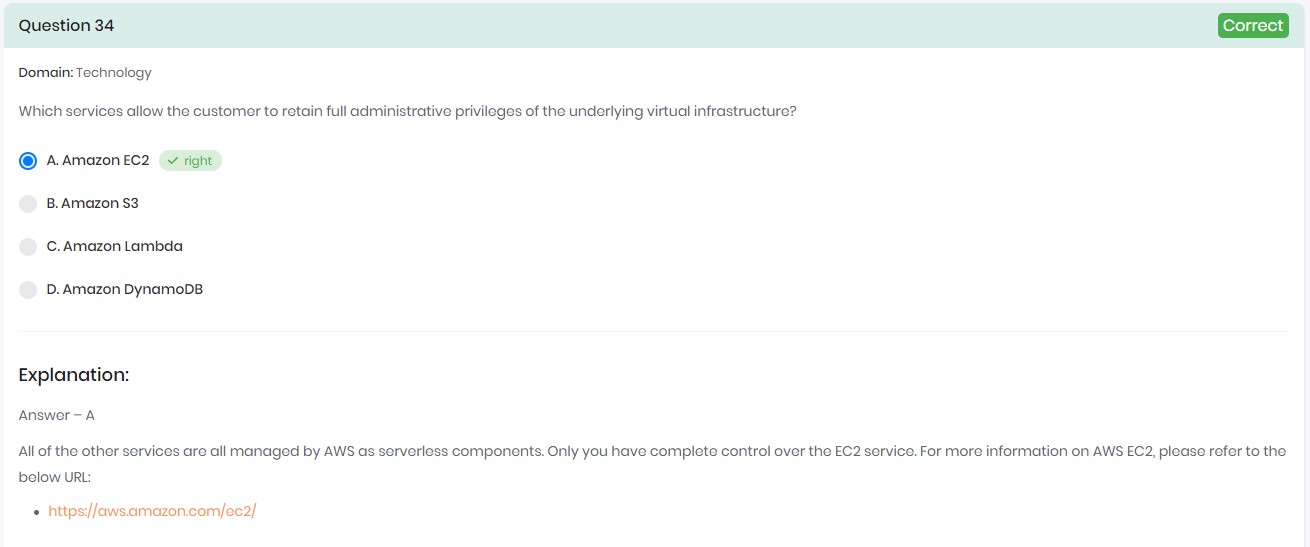 Question 34
Correct
Domain: Technology
Which services allow the customer to retain full administrative privileges of the underlying virtual infrastructure?
A. Amazon EC2 ✓ right
B. Amazon S3
C. Amazon Lambda
D. Amazon DynamoDB
Explanation:
Answer – A
All of the other services are all managed by AWS as serverless components. Only you have complete control over the EC2 service. For more information on AWS EC2, please refer to the
below URL:
• https://aws.amazon.com/ec2/